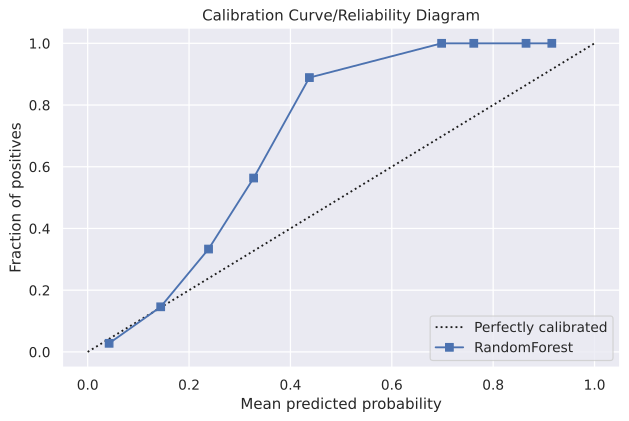 Calibration Curve/Reliability Diagram
Fraction of positives
1.0
0.8
0.6
0.4
0.2
0.0
Perfectly calibrated
RandomForest
0.0 0.2 0.4 0.6 0.8 1.0
Mean predicted probability